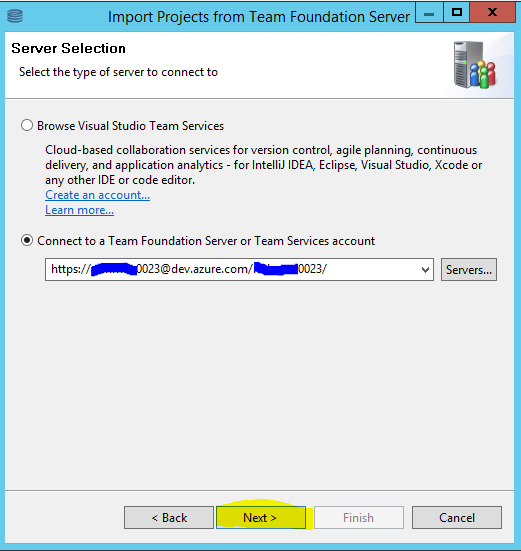 Import Projects from Team Foundation Server
Server Selection
Select the type of server to connect to
Browse Visual Studio Team Services
Cloud-based collaboration services for version control, agile planning, continuous
delivery, and application analytics - for IntelliJ IDEA, Eclipse, Visual Studio, Xcode or
any other IDE or code editor.
Create an account...
Learn more...
Connect to a Team Foundation Server or Team Services account
https:// 0023@dev.azure.com/ 0023/
Servers...
< Back
Next >
Finish
Cancel